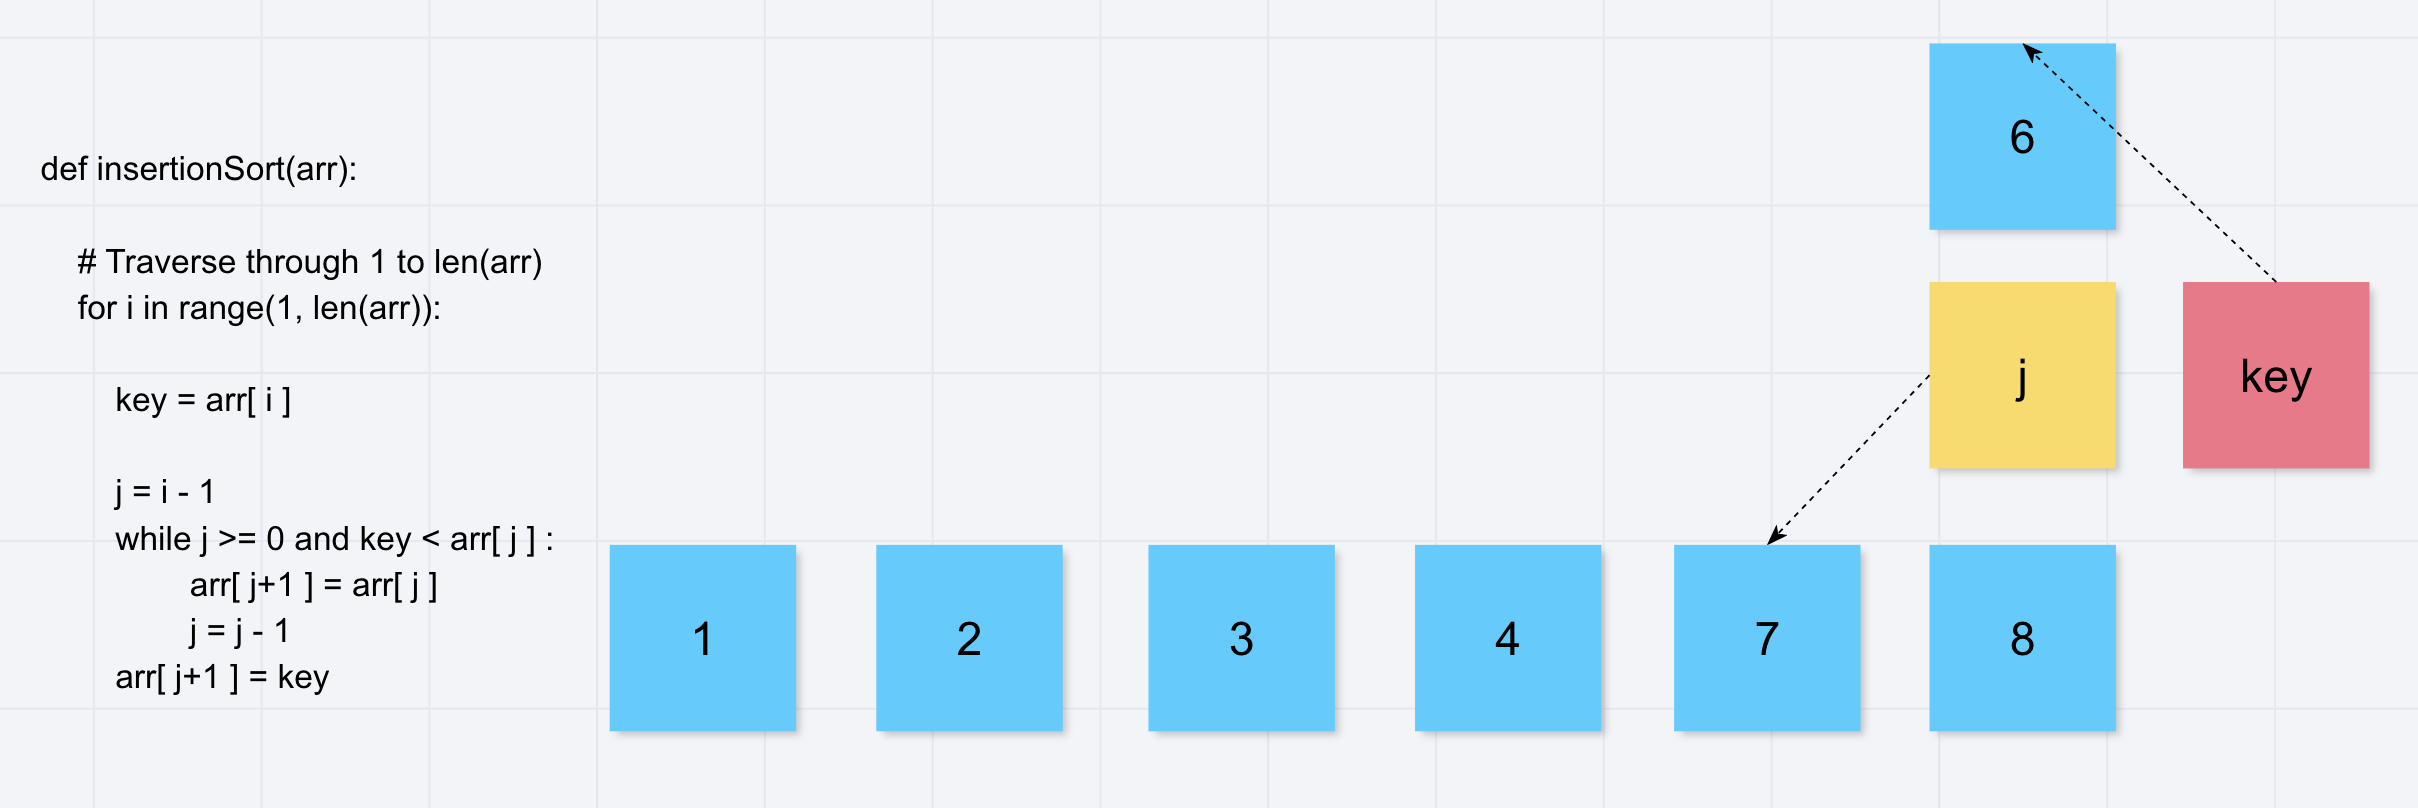 def insertionSort(arr):
# Traverse through 1 to len(arr)
for i in range(1, len(arr)):
key = arr[ i ]
j = i - 1
while j >= 0 and key < arr[ j ] :
arr[ j+1 ] = arr[ j ]
j = j - 1
arr[ j+1 ] = key
6
j
key
1
2
3
4
7
8